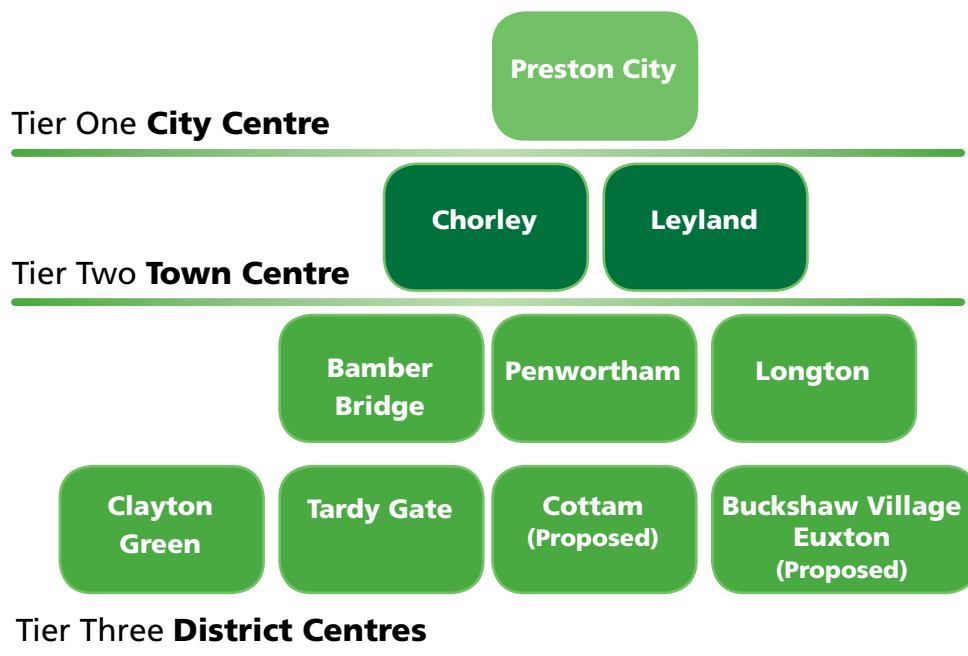 Preston City
Tier One City Centre
Chorley
Leyland
Tier Two Town Centre
Bamber
Bridge
Penwortham
Longton
Clayton
Green
Tardy Gate
Cottam
(Proposed)
Buckshaw Village
Euxton
(Proposed)
Tier Three District Centres